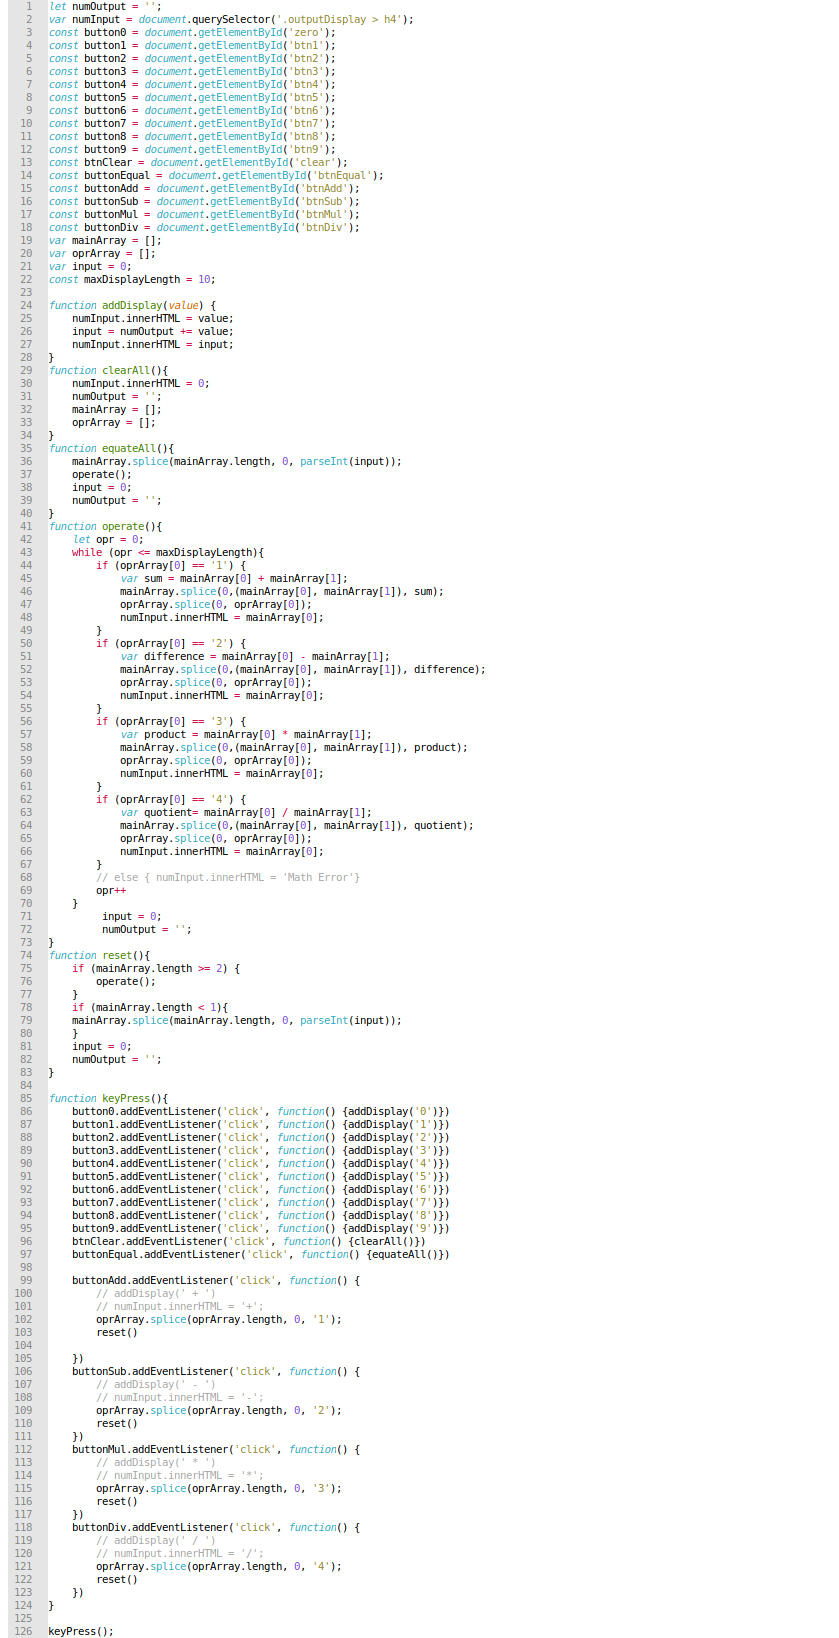 1 let numOutput = '';
2 var numInput = document.querySelector('.outputDisplay > h4');
3 const button0 = document.getElementById('zero');
4 const button1 = document.getElementById('btn1');
5 const button2 = document.getElementById('btn2');
6 const button3 = document.getElementById('btn3');
7 const button4 = document.getElementById('btn4');
8 const button5 = document.getElementById('btn5');
9 const button6 = document.getElementById('btn6');
10 const button7 = document.getElementById('btn7');
11 const button8 = document.getElementById('btn8');
12 const button9 = document.getElementById('btn9');
13 const btnClear = document.getElementById('clear');
14 const buttonEqual = document.getElementById('btnEqual');
15 const buttonAdd = document.getElementById('btnAdd');
16 const buttonSub = document.getElementById('btnSub');
17 const buttonMul = document.getElementById('btnMul');
18 const buttonDiv = document.getElementById('btnDiv');
19 var mainArray = [];
20 var oprArray = [];
21 var input = 0;
22 const maxDisplayLength = 10;
23
24 function addDisplay(value) {
25     numInput.innerHTML = value;
26     input = numOutput += value;
27     numInput.innerHTML = input;
28 }
29 function clearAll(){
30     numInput.innerHTML = 0;
31     numOutput = '';
32     mainArray = [];
33     oprArray = [];
34 }
35 function equateAll(){
36     mainArray.splice(mainArray.length, 0, parseInt(input));
37     operate();
38     input = 0;
39     numOutput = '';
40 }
41 function operate(){
42     let opr = 0;
43     while (opr <= maxDisplayLength){
44         if (oprArray[0] == '1') {
45             var sum = mainArray[0] + mainArray[1];
46             mainArray.splice(0,(mainArray[0], mainArray[1]), sum);
47             oprArray.splice(0, oprArray[0]);
48             numInput.innerHTML = mainArray[0];
49         }
50         if (oprArray[0] == '2') {
51             var difference = mainArray[0] - mainArray[1];
52             mainArray.splice(0,(mainArray[0], mainArray[1]), difference);
53             oprArray.splice(0, oprArray[0]);
54             numInput.innerHTML = mainArray[0];
55         }
56         if (oprArray[0] == '3') {
57             var product = mainArray[0] * mainArray[1];
58             mainArray.splice(0,(mainArray[0], mainArray[1]), product);
59             oprArray.splice(0, oprArray[0]);
60             numInput.innerHTML = mainArray[0];
61         }
62         if (oprArray[0] == '4') {
63             var quotient= mainArray[0] / mainArray[1];
64             mainArray.splice(0,(mainArray[0], mainArray[1]), quotient);
65             oprArray.splice(0, oprArray[0]);
66             numInput.innerHTML = mainArray[0];
67         }
68         // else { numInput.innerHTML = 'Math Error'}
69         opr++
70     }
71          input = 0;
72          numOutput = '';
73 }
74 function reset(){
75     if (mainArray.length >= 2) {
76         operate();
77     }
78     if (mainArray.length < 1){
79     mainArray.splice(mainArray.length, 0, parseInt(input));
80     }
81     input = 0;
82     numOutput = '';
83 }
84
85 function keyPress(){
86     button0.addEventListener('click', function() {addDisplay('0')})
87     button1.addEventListener('click', function() {addDisplay('1')})
88     button2.addEventListener('click', function() {addDisplay('2')})
89     button3.addEventListener('click', function() {addDisplay('3')})
90     button4.addEventListener('click', function() {addDisplay('4')})
91     button5.addEventListener('click', function() {addDisplay('5')})
92     button6.addEventListener('click', function() {addDisplay('6')})
93     button7.addEventListener('click', function() {addDisplay('7')})
94     button8.addEventListener('click', function() {addDisplay('8')})
95     button9.addEventListener('click', function() {addDisplay('9')})
96     btnClear.addEventListener('click', function() {clearAll()})
97     buttonEqual.addEventListener('click', function() {equateAll()})
98
99     buttonAdd.addEventListener('click', function() {
100         // addDisplay(' + ')
101         // numInput.innerHTML = '+';
102         oprArray.splice(oprArray.length, 0, '1');
103         reset()
104
105     })
106     buttonSub.addEventListener('click', function() {
107         // addDisplay(' - ')
108         // numInput.innerHTML = '-';
109         oprArray.splice(oprArray.length, 0, '2');
110         reset()
111     })
112     buttonMul.addEventListener('click', function() {
113         // addDisplay(' * ')
114         // numInput.innerHTML = '*';
115         oprArray.splice(oprArray.length, 0, '3');
116         reset()
117     })
118     buttonDiv.addEventListener('click', function() {
119         // addDisplay(' / ')
120         // numInput.innerHTML = '/';
121         oprArray.splice(oprArray.length, 0, '4');
122         reset()
123     })
124 }
125
126 keyPress();